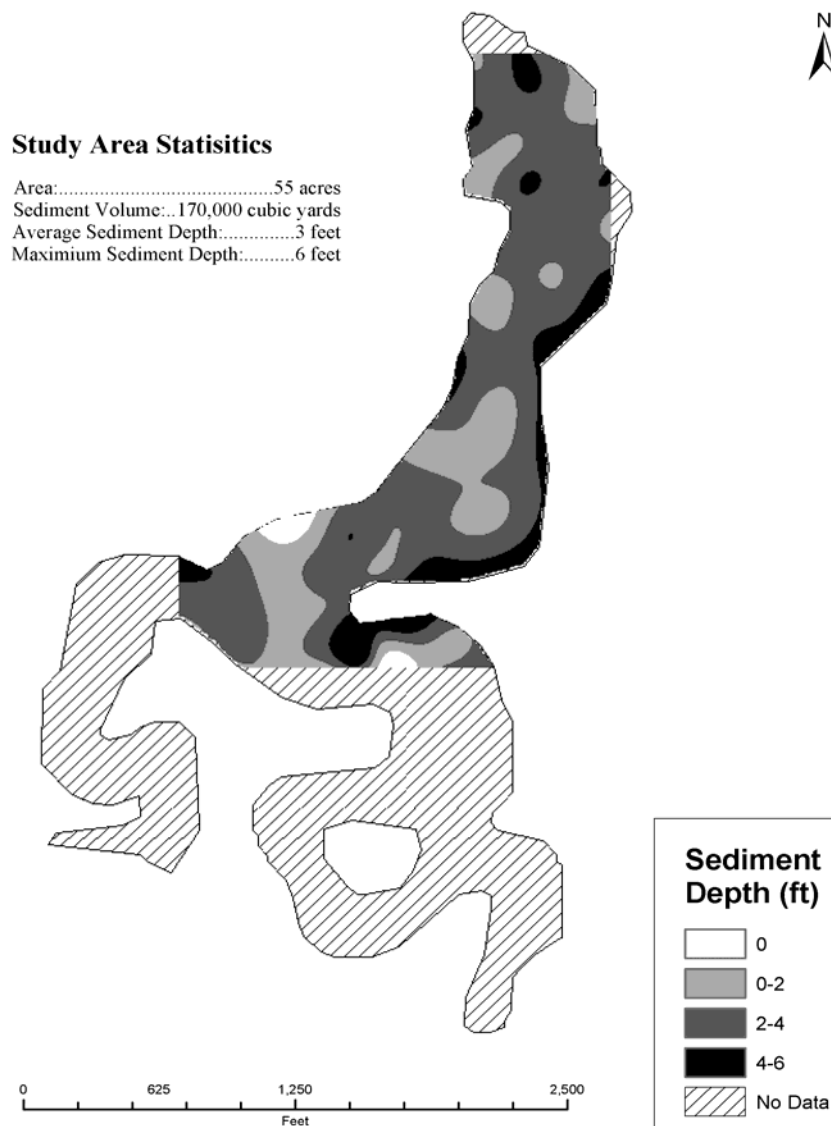 N
Study Area Statisitics
Area:........................................55 acres
Sediment Volume:..170,000 cubic yards
Average Sediment Depth:.............3 feet
Maximium Sediment Depth:..........6 feet
Sediment
Depth (ft)
0
0-2
2-4
4-6
No Data
0 625 1,250 2,500
Feet